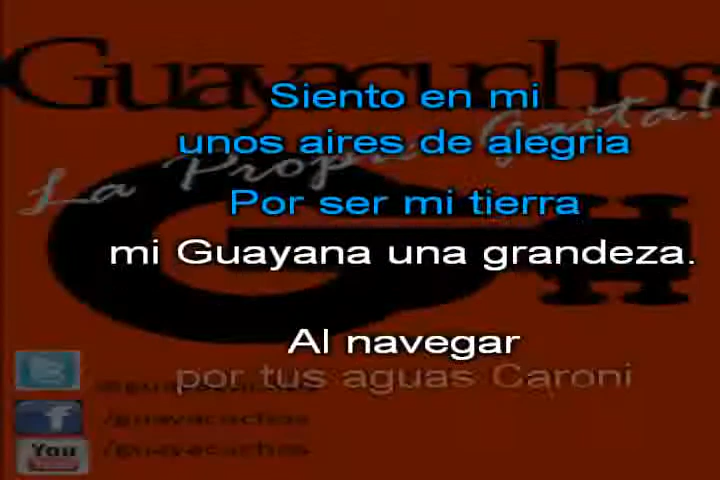 Guayacuchos
La Propia Gaita!
Siento en mi
unos aires de alegria
Por ser mi tierra
mi Guayana una grandeza.
Al navegar
por tus aguas Caroni
/guayacuchos
You
/guayacuchos